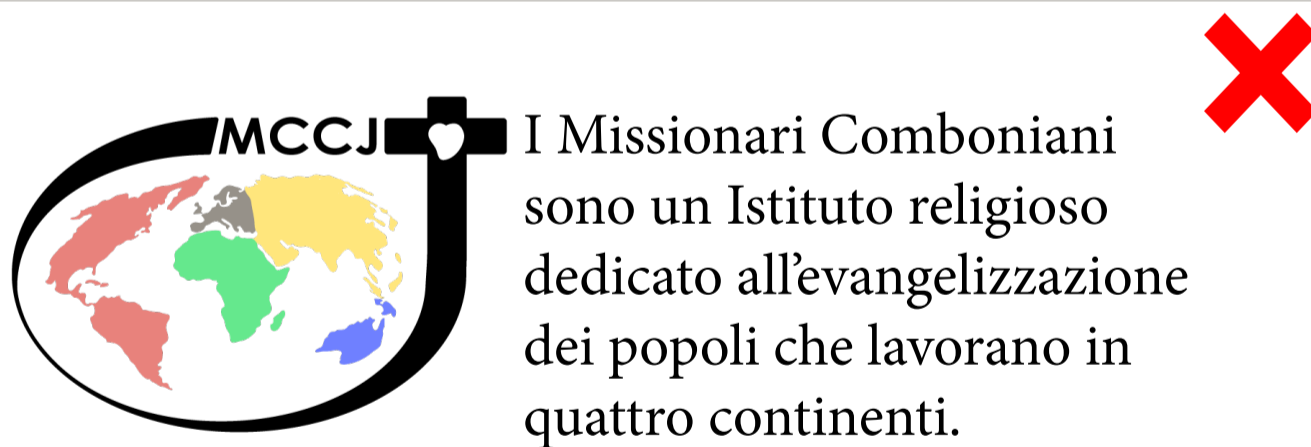 MCCJ
I Missionari Comboniani
sono un Istituto religioso
dedicato all’evangelizzazione
dei popoli che lavorano in
quattro continenti.